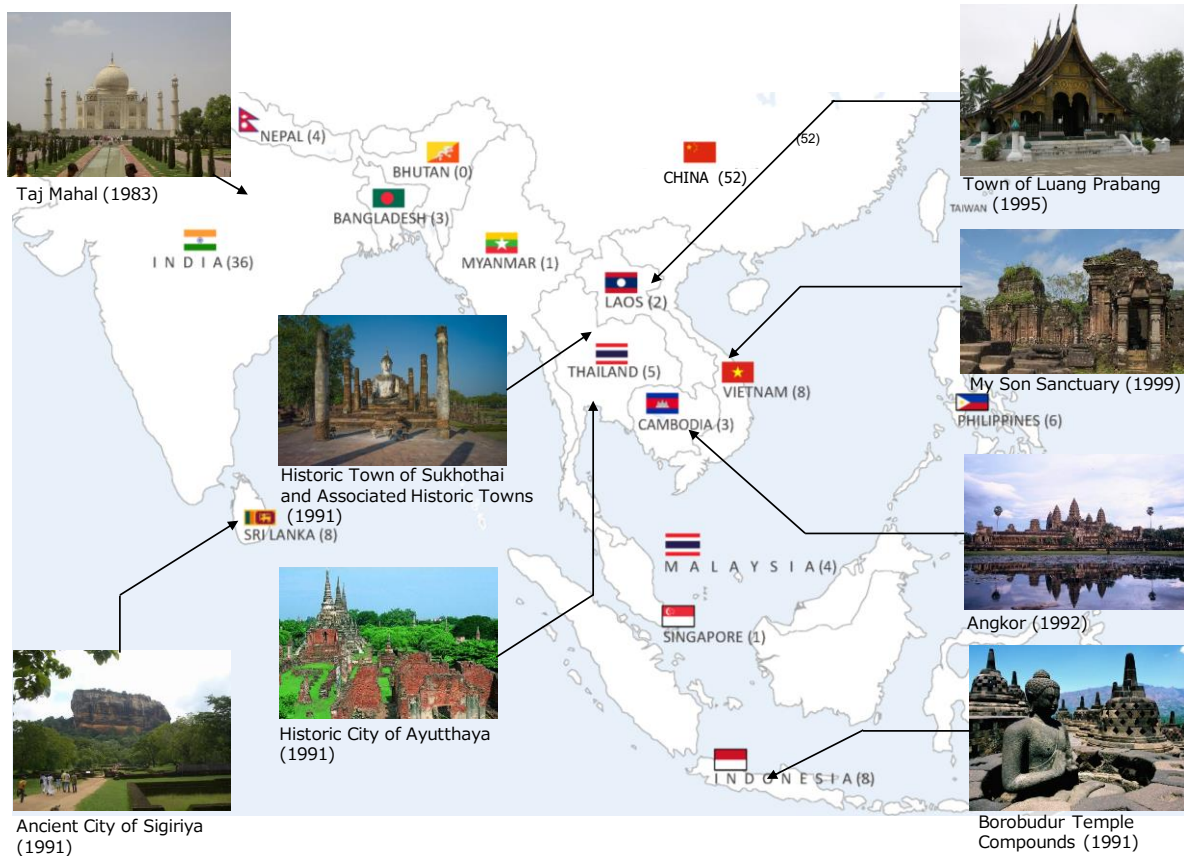 Taj Mahal (1983)
NEPAL (4)
BHUTAN (0)
BANGLADESH (3)
I N D I A (36)
MYANMAR (1)
CHINA (52)
(52)
Town of Luang Prabang
(1995)
TAIWAN
LAOS (2)
THAILAND (5)
VIETNAM (8)
CAMBODIA (3)
My Son Sanctuary (1999)
PHILIPPINES (6)
Historic Town of Sukhothai
and Associated Historic Towns
(1991)
SRI LANKA (8)
M A L A Y S I A (4)
SINGAPORE (1)
Angkor (1992)
Historic City of Ayutthaya
(1991)
I N D O N E S I A (8)
Ancient City of Sigiriya
(1991)
Borobudur Temple
Compounds (1991)